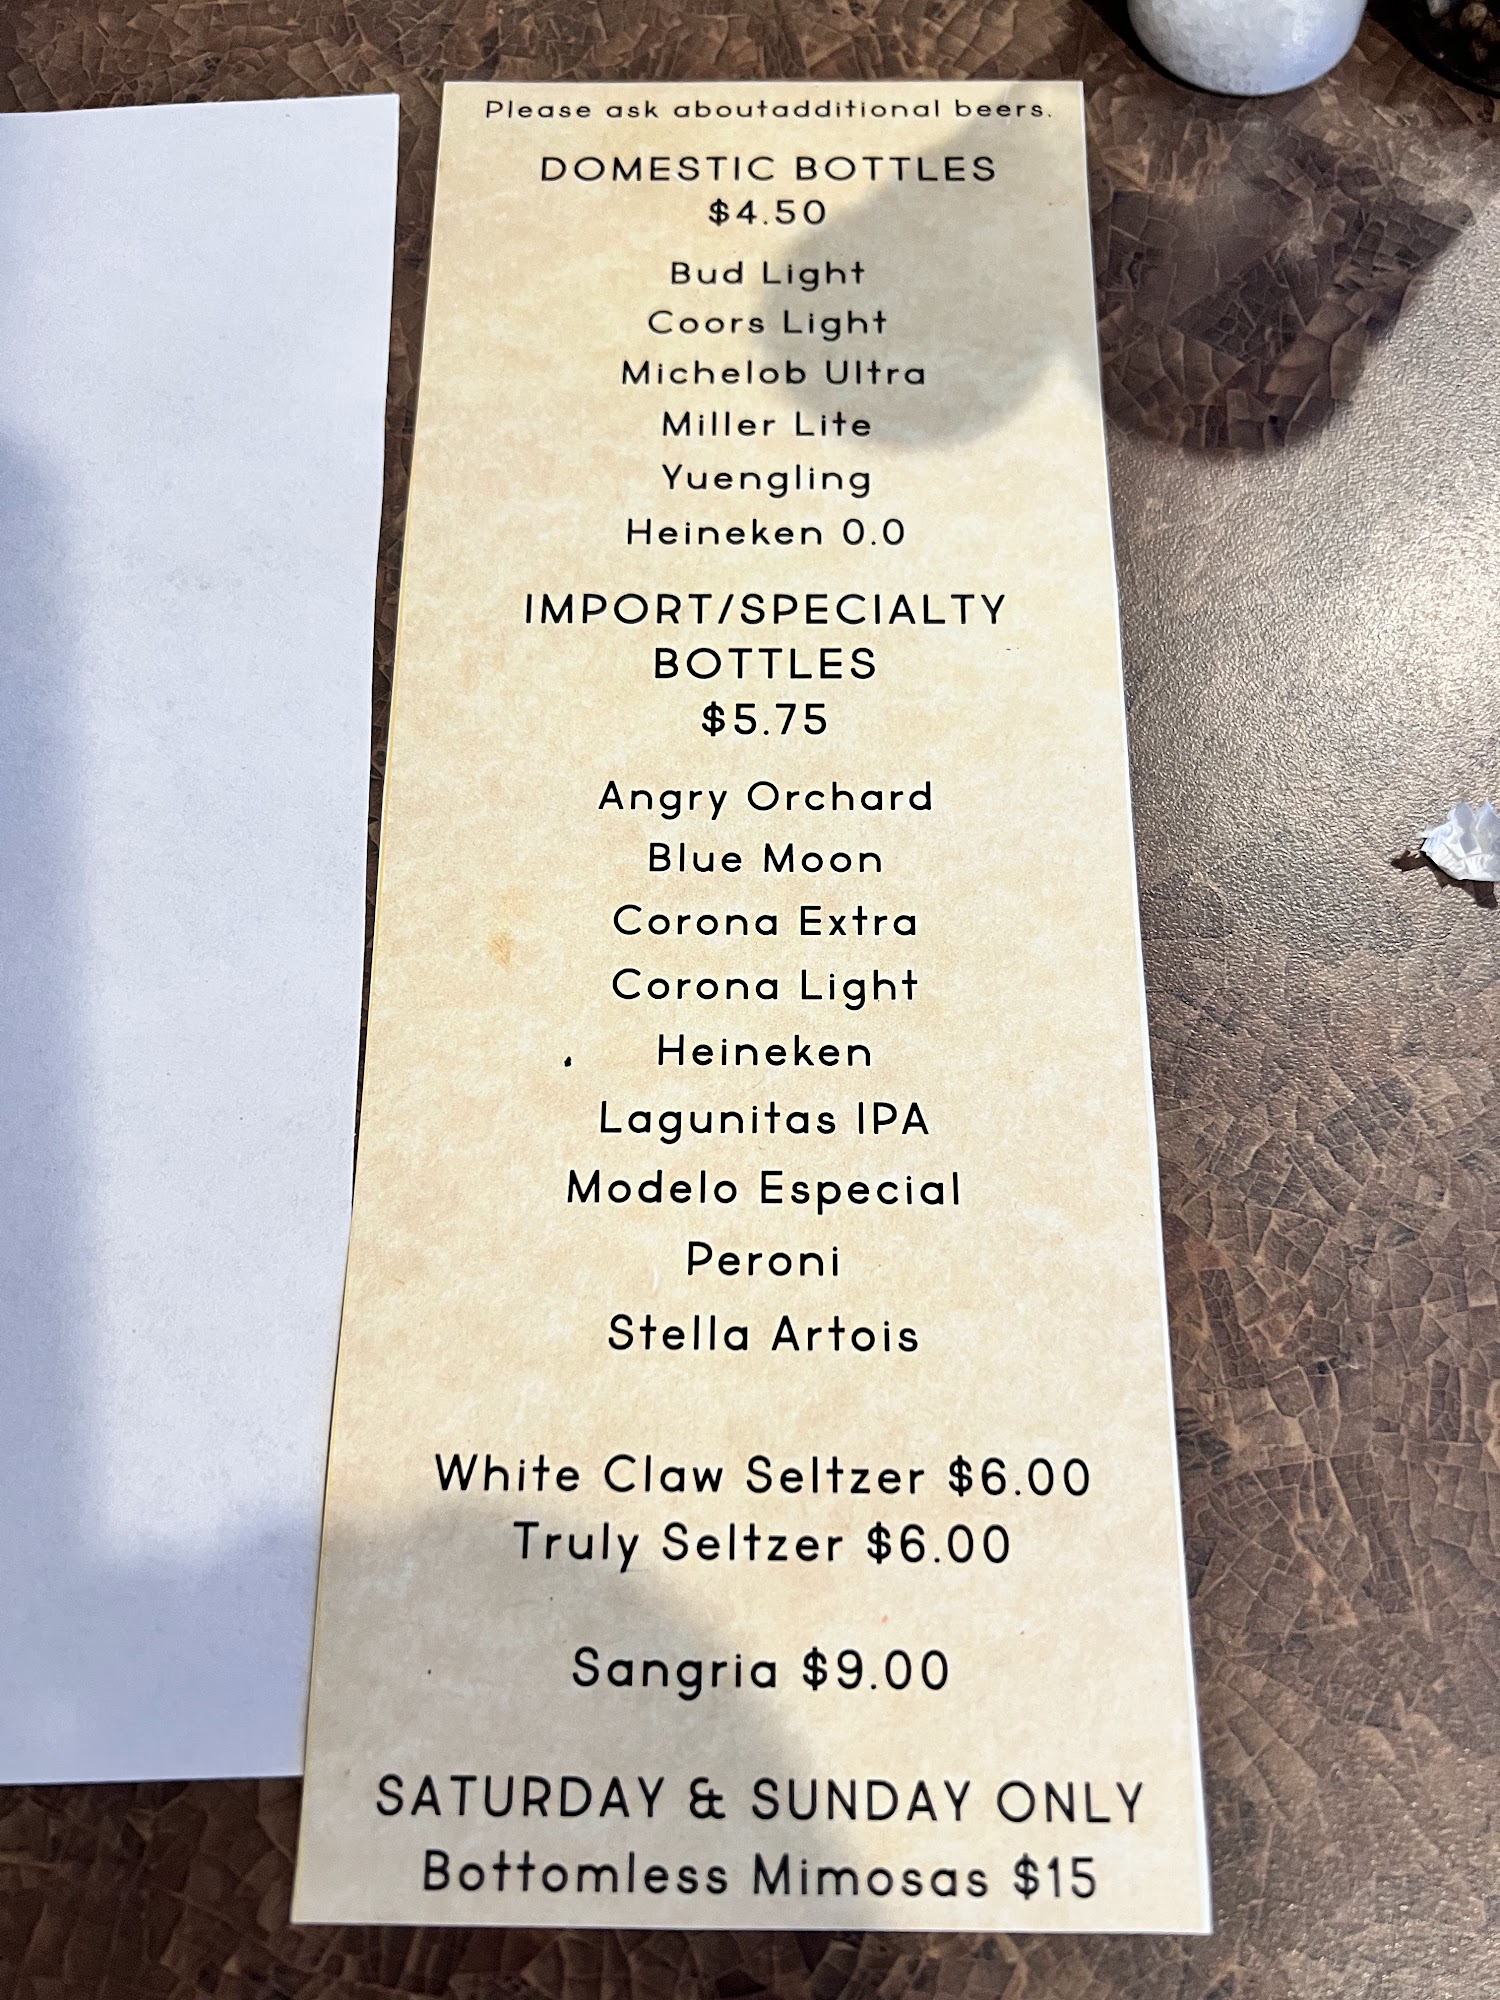 Please ask aboutadditional beers.
DOMESTIC BOTTLES
$4.50
Bud Light
Coors Light
Michelob Ultra
Miller Lite
Yuengling
Heineken 0.0
IMPORT/SPECIALTY
BOTTLES
$5.75
Angry Orchard
Blue Moon
Corona Extra
Corona Light
Heineken
Lagunitas IPA
Modelo Especial
Peroni
Stella Artois
White Claw Seltzer $6.00
Truly Seltzer $6.00
Sangria $9.00
SATURDAY & SUNDAY ONLY
Bottomless Mimosas $15